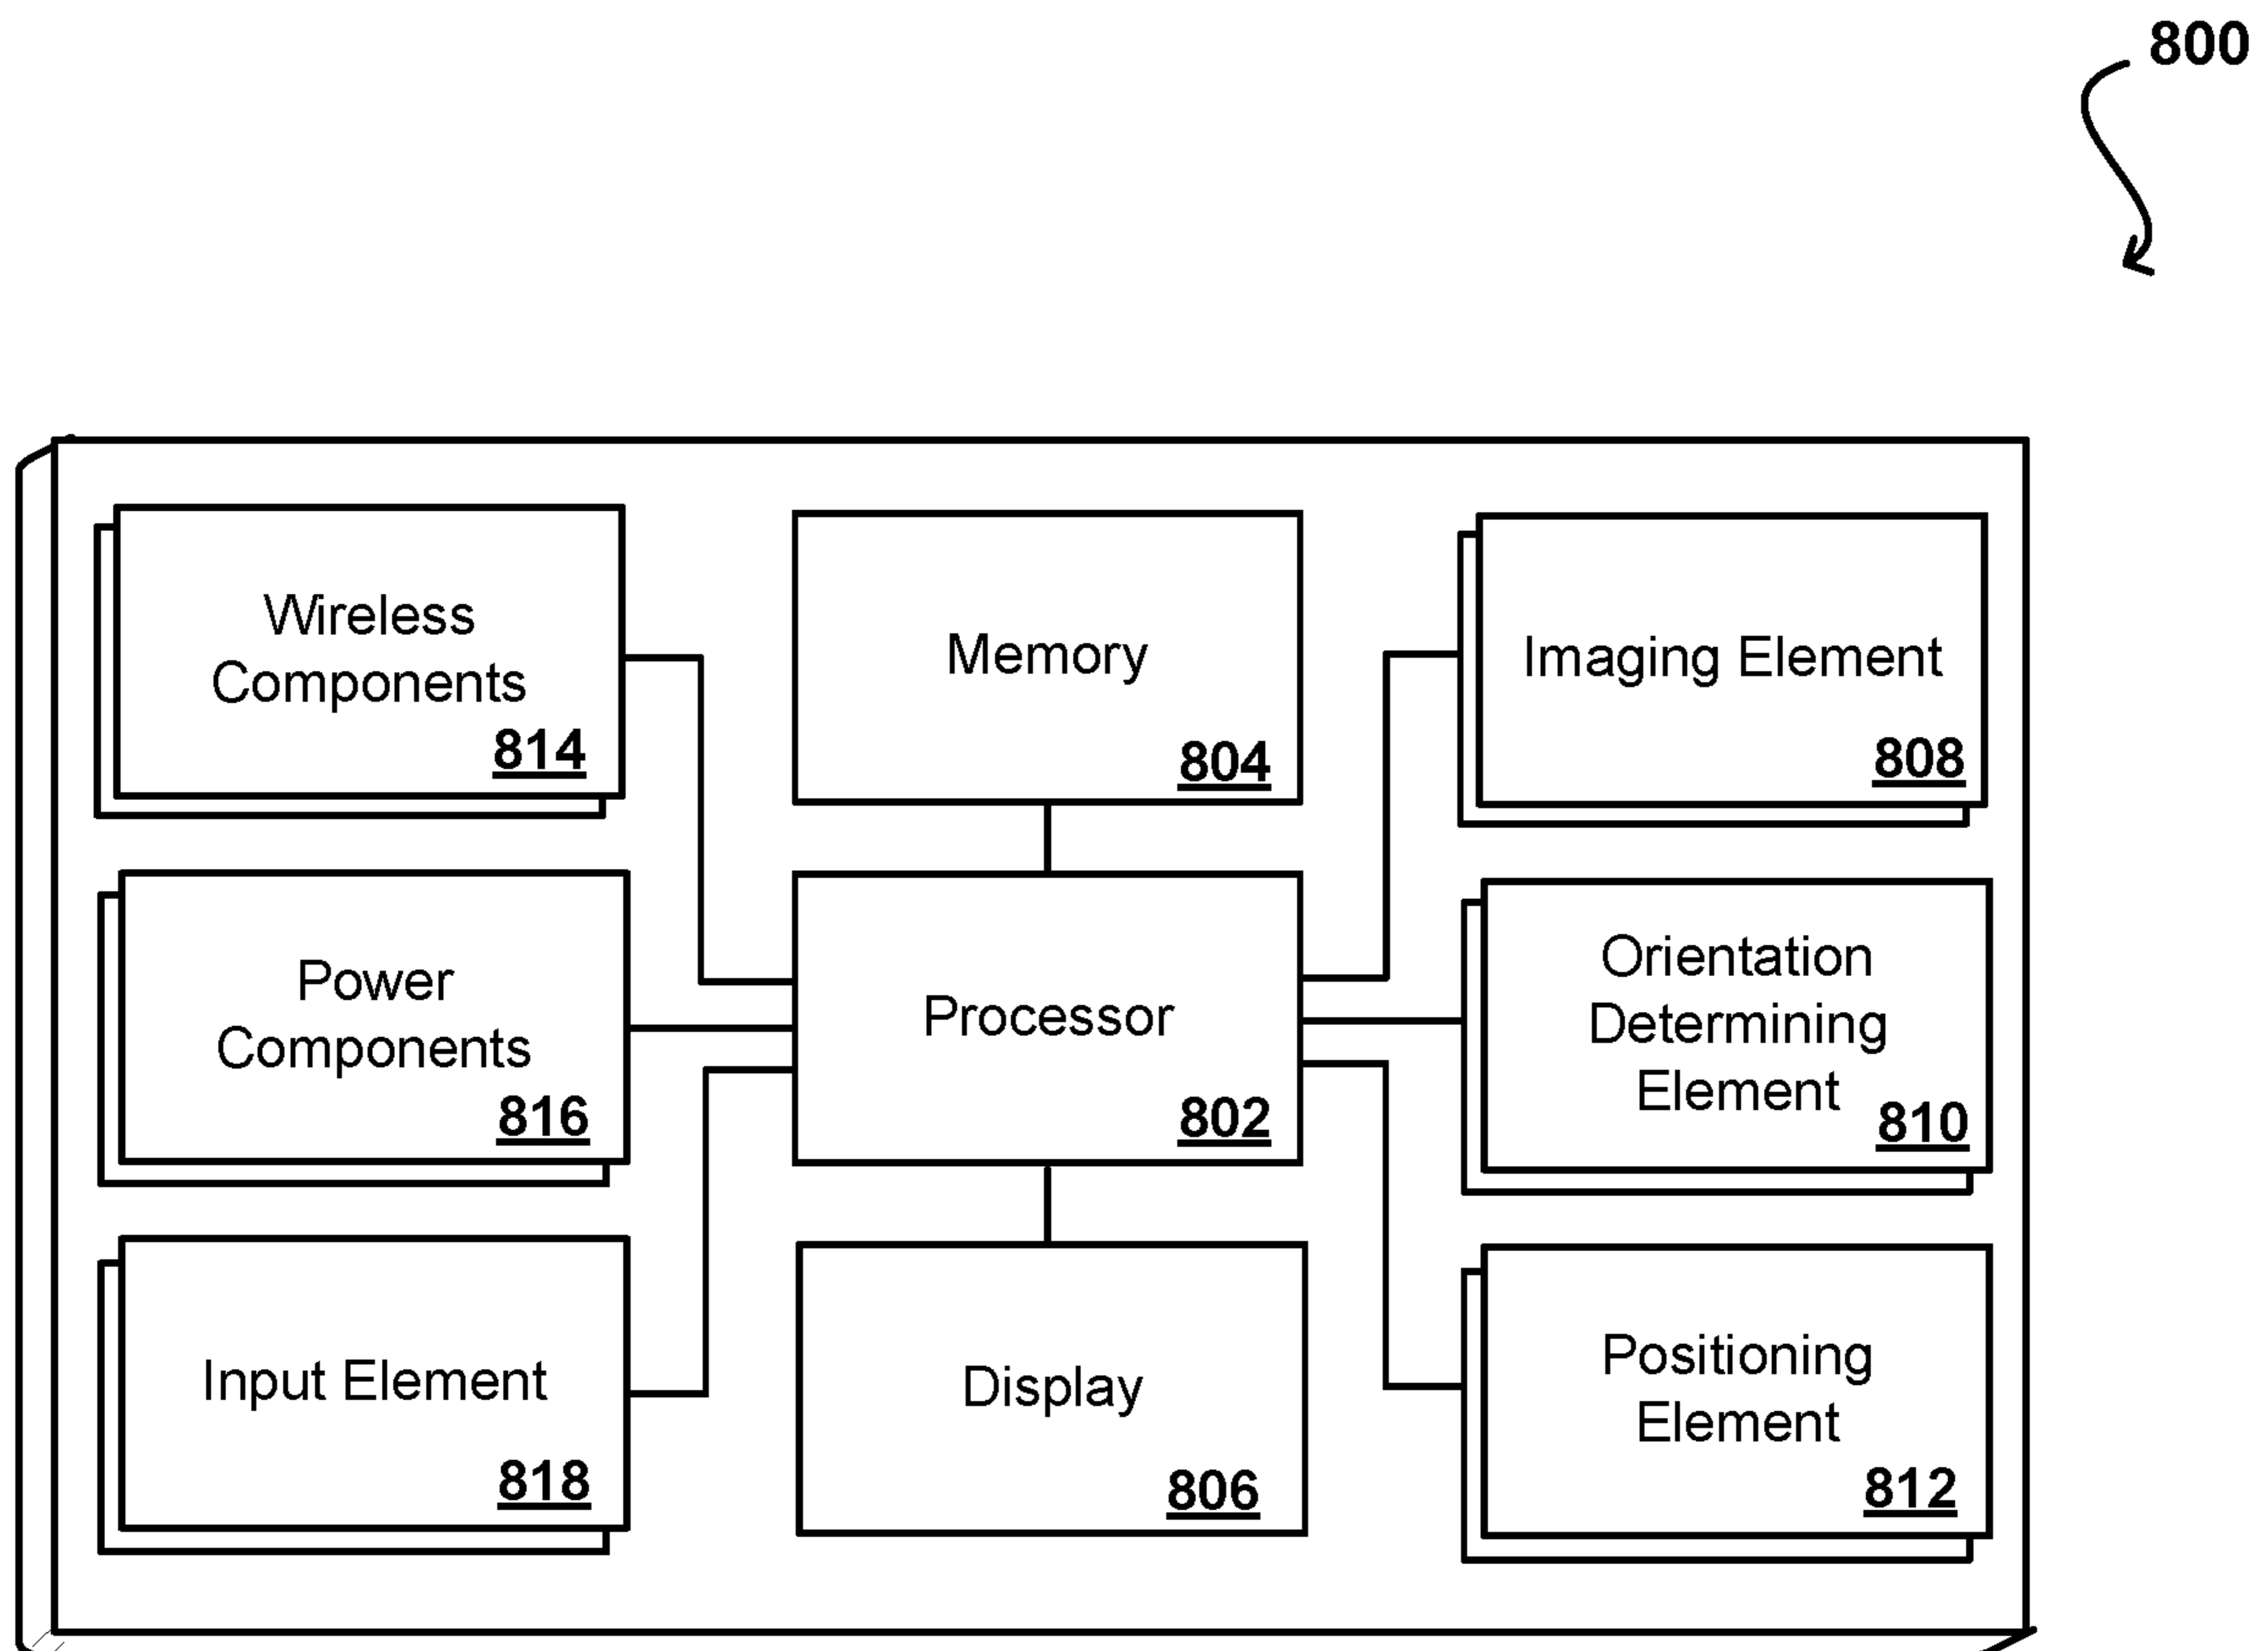 800
Wireless
Components
814
Memory
804
Imaging Element
808
Power
Components
816
Processor
802
Orientation
Determining
Element
810
Input Element
818
Display
806
Positioning
Element
812